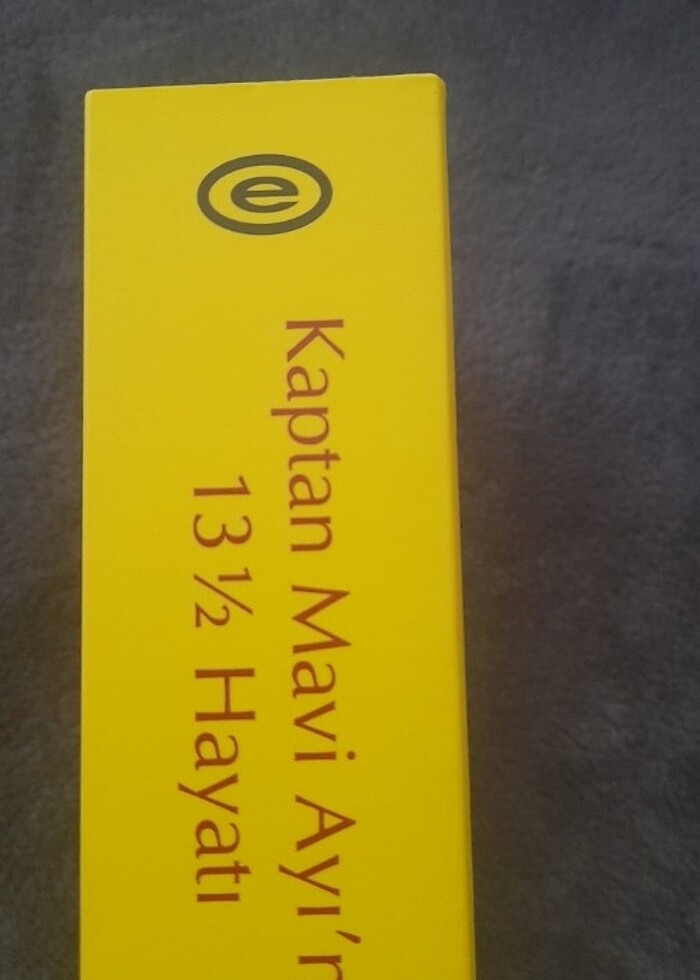 e
Kaptan Mavi Ayı'n
13 ½ Hayatı